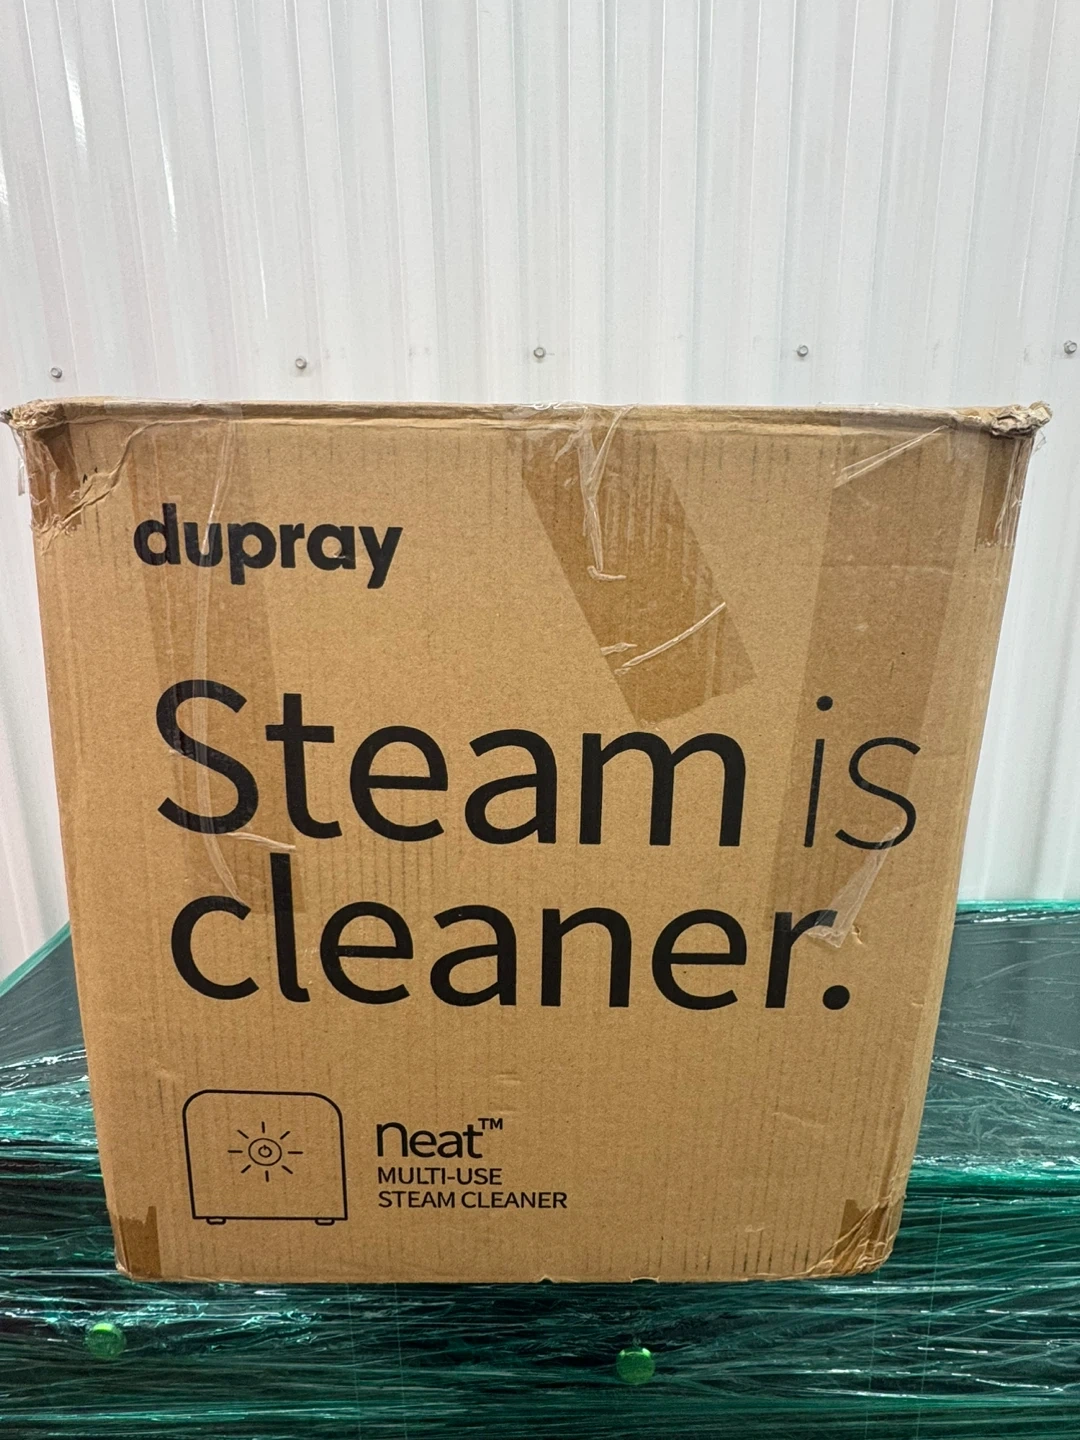 dupray
Steam is
cleaner.
neat™
MULTI-USE
STEAM CLEANER